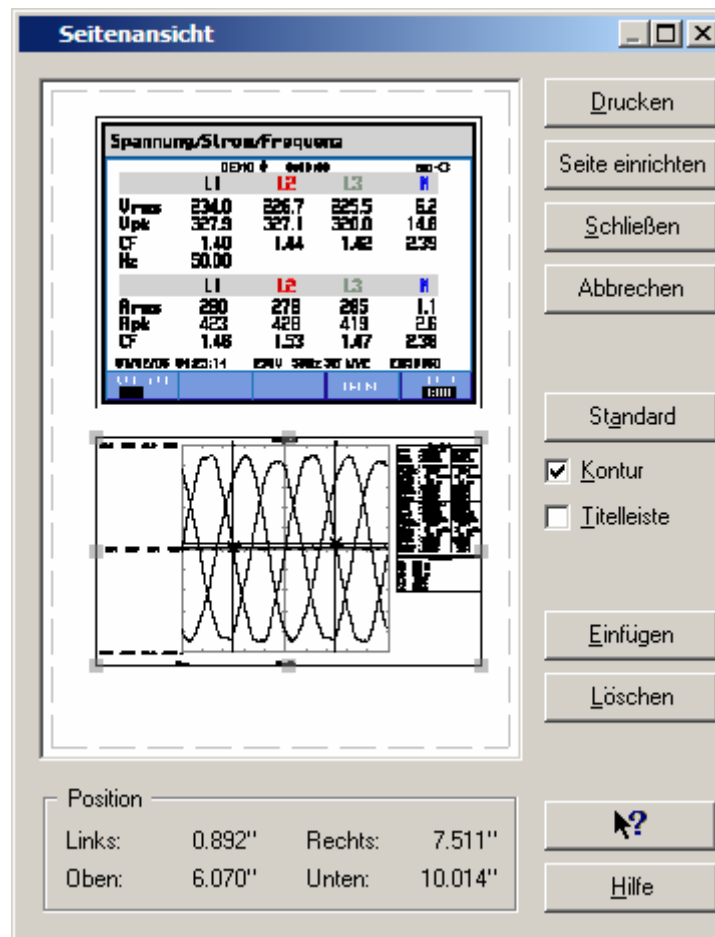 Seitenansicht
Spannung/Strom/Frequenz
DEMO
L1 L2 L3 N
Vrms 234.0 226.7 225.5 6.2
Vpk 327.9 327.1 320.0 14.6
CF 1.40 1.44 1.42 2.39
Hz 50.00
L1 L2 L3 N
Arms 280 278 285 1.1
Apk 423 428 419 2.6
CF 1.48 1.53 1.47 2.38
Drucken
Seite einrichten
Schließen
Abbrechen
Standard
Kontur
Titelleiste
Einfügen
Löschen
Position
Links: 0.892" Rechts: 7.511"
Oben: 6.070" Unten: 10.014"
?
Hilfe